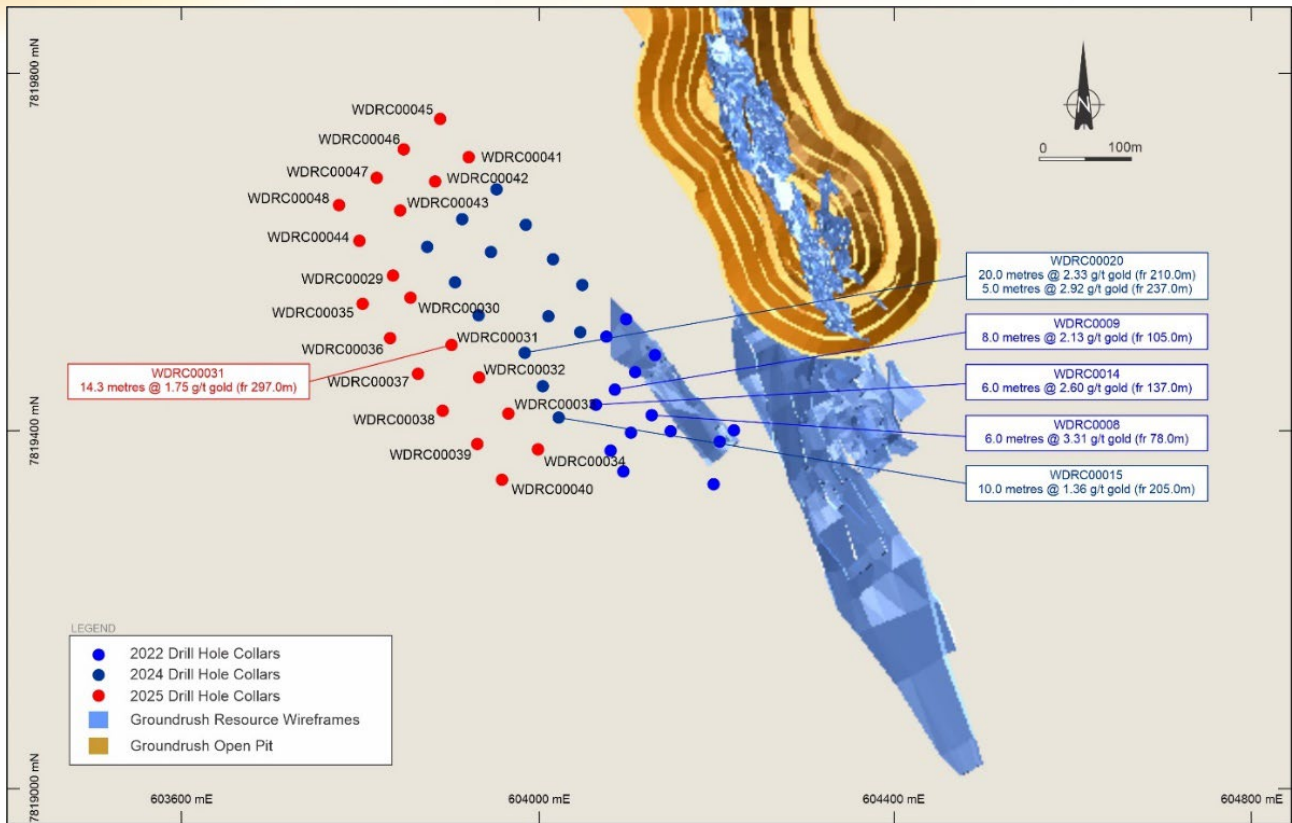 7819800 mN
7819400 mN
7819000 mN
603600 mE
604000 mE
604400 mE
604800 mE
N
0 100m
WDRC00045
WDRC00046
WDRC00041
WDRC00047
WDRC00042
WDRC00048
WDRC00043
WDRC00044
WDRC00029
WDRC00035
WDRC00030
WDRC00031
WDRC00036
WDRC00032
WDRC00037
WDRC00033
WDRC00038
WDRC00039
WDRC00034
WDRC00040
WDRC00031
14.3 metres @ 1.75 g/t gold (fr 297.0m)
WDRC00020
20.0 metres @ 2.33 g/t gold (fr 210.0m)
5.0 metres @ 2.92 g/t gold (fr 237.0m)
WDRC0009
8.0 metres @ 2.13 g/t gold (fr 105.0m)
WDRC0014
6.0 metres @ 2.60 g/t gold (fr 137.0m)
WDRC0008
6.0 metres @ 3.31 g/t gold (fr 78.0m)
WDRC00015
10.0 metres @ 1.36 g/t gold (fr 205.0m)
LEGEND
2022 Drill Hole Collars
2024 Drill Hole Collars
2025 Drill Hole Collars
Groundrush Resource Wireframes
Groundrush Open Pit